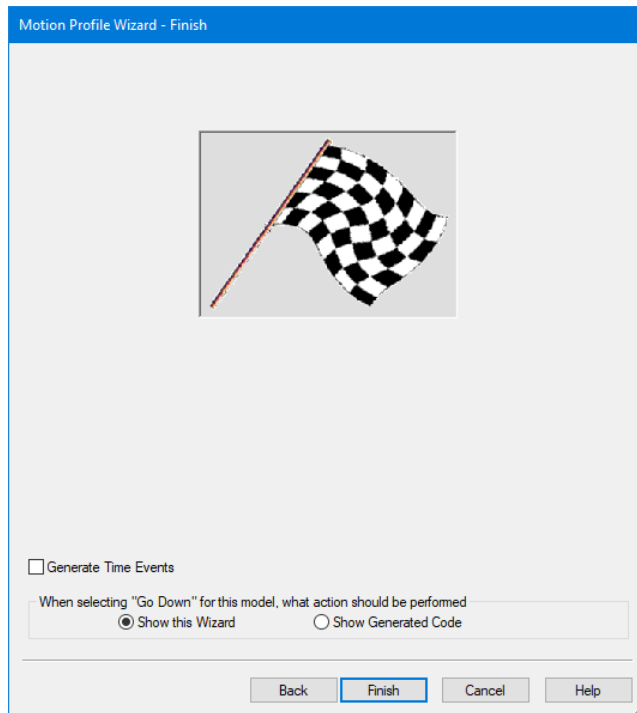 Motion Profile Wizard - Finish
Generate Time Events
When selecting "Go Down" for this model, what action should be performed
Show this Wizard Show Generated Code
Back Finish Cancel Help